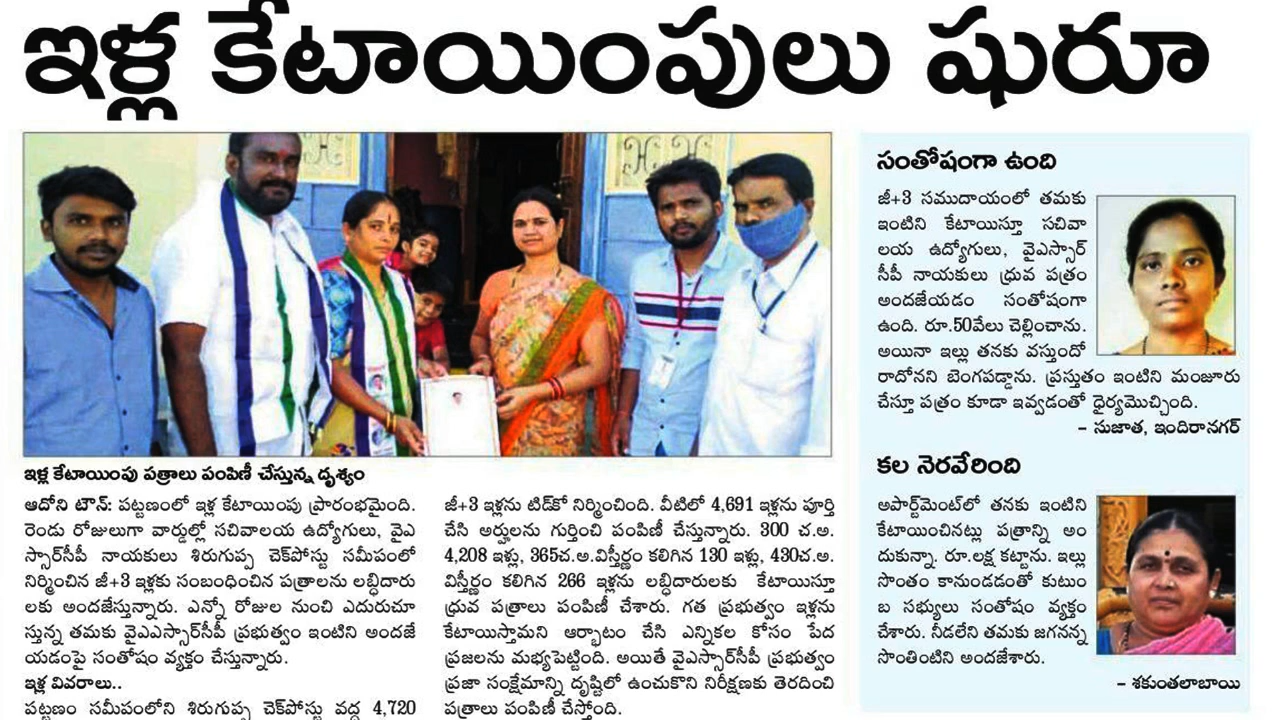 ఇళ్ల కేటాయింపులు షురూ
ఇళ్ల కేటాయింపు పత్రాలు పంపిణీ చేస్తున్న దృశ్యం
ఆదోని టౌన్: పట్టణంలో ఇళ్ల కేటాయింపు ప్రారంభమైంది.
రెండు రోజులుగా వార్డుల్లో సచివాలయ ఉద్యోగులు, వైఎ
స్సార్‌సీపీ నాయకులు శిరుగుప్ప చెక్‌పోస్టు సమీపంలో
నిర్మించిన జీ+3 ఇళ్లకు సంబంధించిన పత్రాలను లబ్ధిదారు
లకు అందజేస్తున్నారు. ఎన్నో రోజుల నుంచి ఎదురుచూ
స్తున్న తమకు వైఎఎస్సార్‌సీపీ ప్రభుత్వం ఇంటిని అందజే
యడంపై సంతోషం వ్యక్తం చేస్తున్నారు.
ఇళ్ల వివరాలు..
పట్టణం సమీపంలోని శిరుగుప్ప చెక్‌పోస్టు వద్ద 4,720
జీ+3 ఇళ్లను టిడ్‌కో నిర్మించింది. వీటిలో 4,691 ఇళ్లను పూర్తి
చేసి అర్హులను గుర్తించి పంపిణీ చేస్తున్నారు. 300 చ.అ.
4,208 ఇళ్లు, 365చ.అ.విస్తీర్ణం కలిగిన 130 ఇళ్లు, 430చ.అ.
విస్తీర్ణం కలిగిన 266 ఇళ్లను లబ్ధిదారులకు కేటాయిస్తూ
ధ్రువ పత్రాలు పంపిణీ చేశారు. గత ప్రభుత్వం ఇళ్లను
కేటాయిస్తామని ఆర్భాటం చేసి ఎన్నికల కోసం పేద
ప్రజలను మభ్యపెట్టింది. అయితే వైఎస్సార్‌సీపీ ప్రభుత్వం
ప్రజా సంక్షేమాన్ని దృష్టిలో ఉంచుకొని నిరీక్షణకు తెరదించి
పత్రాలు పంపిణీ చేస్తోంది.
సంతోషంగా ఉంది
జీ+3 సముదాయంలో తమకు
ఇంటిని కేటాయిస్తూ సచివా
లయ ఉద్యోగులు, వైఎస్సార్
సీపీ నాయకులు ధ్రువ పత్రం
అందజేయడం సంతోషంగా
ఉంది. రూ.50వేలు చెల్లించాను.
అయినా ఇల్లు తనకు వస్తుందో
రాదోనని బెంగపడ్డాను. ప్రస్తుతం ఇంటిని మంజూరు
చేస్తూ పత్రం కూడా ఇవ్వడంతో ధైర్యమొచ్చింది.
– సుజాత, ఇందిరానగర్
కల నెరవేరింది
అపార్ట్‌మెంట్‌లో తనకు ఇంటిని
కేటాయించినట్లు పత్రాన్ని అం
దుకున్నా. రూ.లక్ష కట్టాను. ఇల్లు
సొంతం కానుండడంతో కుటుం
బ సభ్యులు సంతోషం వ్యక్తం
చేశారు. నీడలేని తమకు జగనన్న
సొంతింటిని అందజేశారు.
– శకుంతలాబాయి